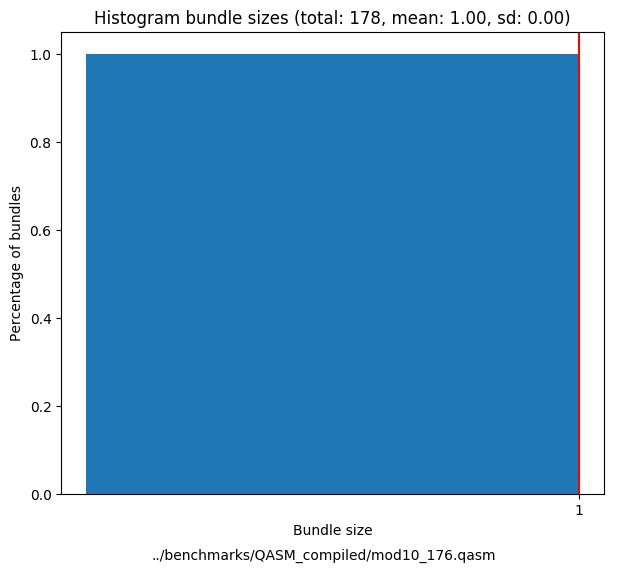 Histogram bundle sizes (total: 178, mean: 1.00, sd: 0.00)
1.0
0.8
0.6
0.4
0.2
0.0
Percentage of bundles
1
Bundle size
../benchmarks/QASM_compiled/mod10_176.qasm